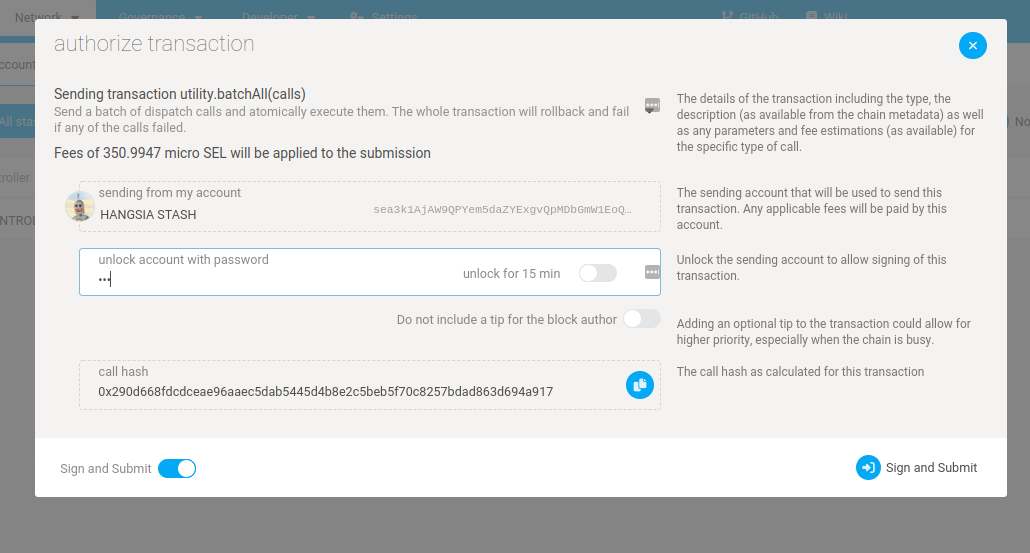 Network Governance Developer Settings GitHub Wiki
authorize transaction
Sending transaction utility.batchAll(calls)
Send a batch of dispatch calls and atomically execute them. The whole transaction will rollback and fail
if any of the calls failed.
Fees of 350.9947 micro SEL will be applied to the submission
The details of the transaction including the type, the
description (as available from the chain metadata) as well
as any parameters and fee estimations (as available) for
the specific type of call.
sending from my account
HANGSIA STASH
sea3k1AjAW9QPYem5daZYExgvQpMDbGmW1EoQ…
The sending account that will be used to send this
transaction. Any applicable fees will be paid by this
account.
unlock account with password
•••
unlock for 15 min
Unlock the sending account to allow signing of this
transaction.
Do not include a tip for the block author
Adding an optional tip to the transaction could allow for
higher priority, especially when the chain is busy.
call hash
0x290d668fdcdceae96aaec5dab5445d4b8e2c5beb5f70c8257bdad863d694a917
The call hash as calculated for this transaction
Sign and Submit
Sign and Submit